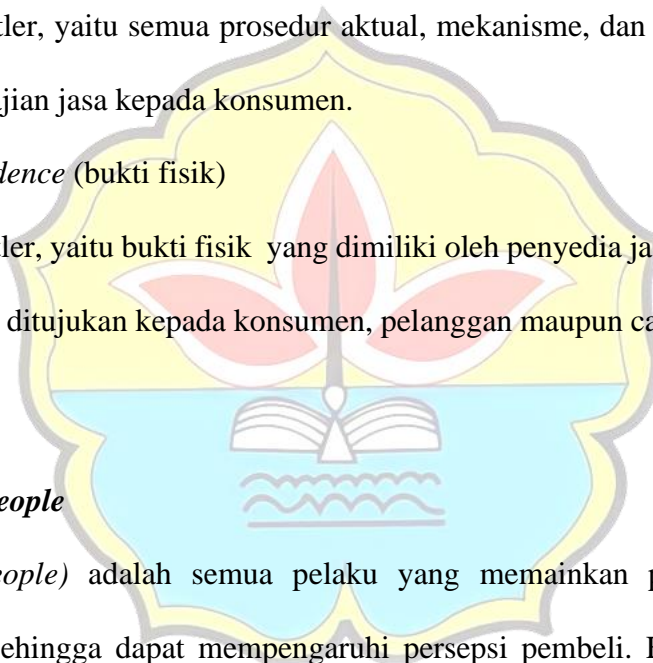 tler, yaitu semua prosedur aktual, mekanisme, dan
jian jasa kepada konsumen.
dence (bukti fisik)
tler, yaitu bukti fisik yang dimiliki oleh penyedia ja
ditujukan kepada konsumen, pelanggan maupun ca
eople
eople) adalah semua pelaku yang memainkan p
ehingga dapat mempengaruhi persepsi pembeli.